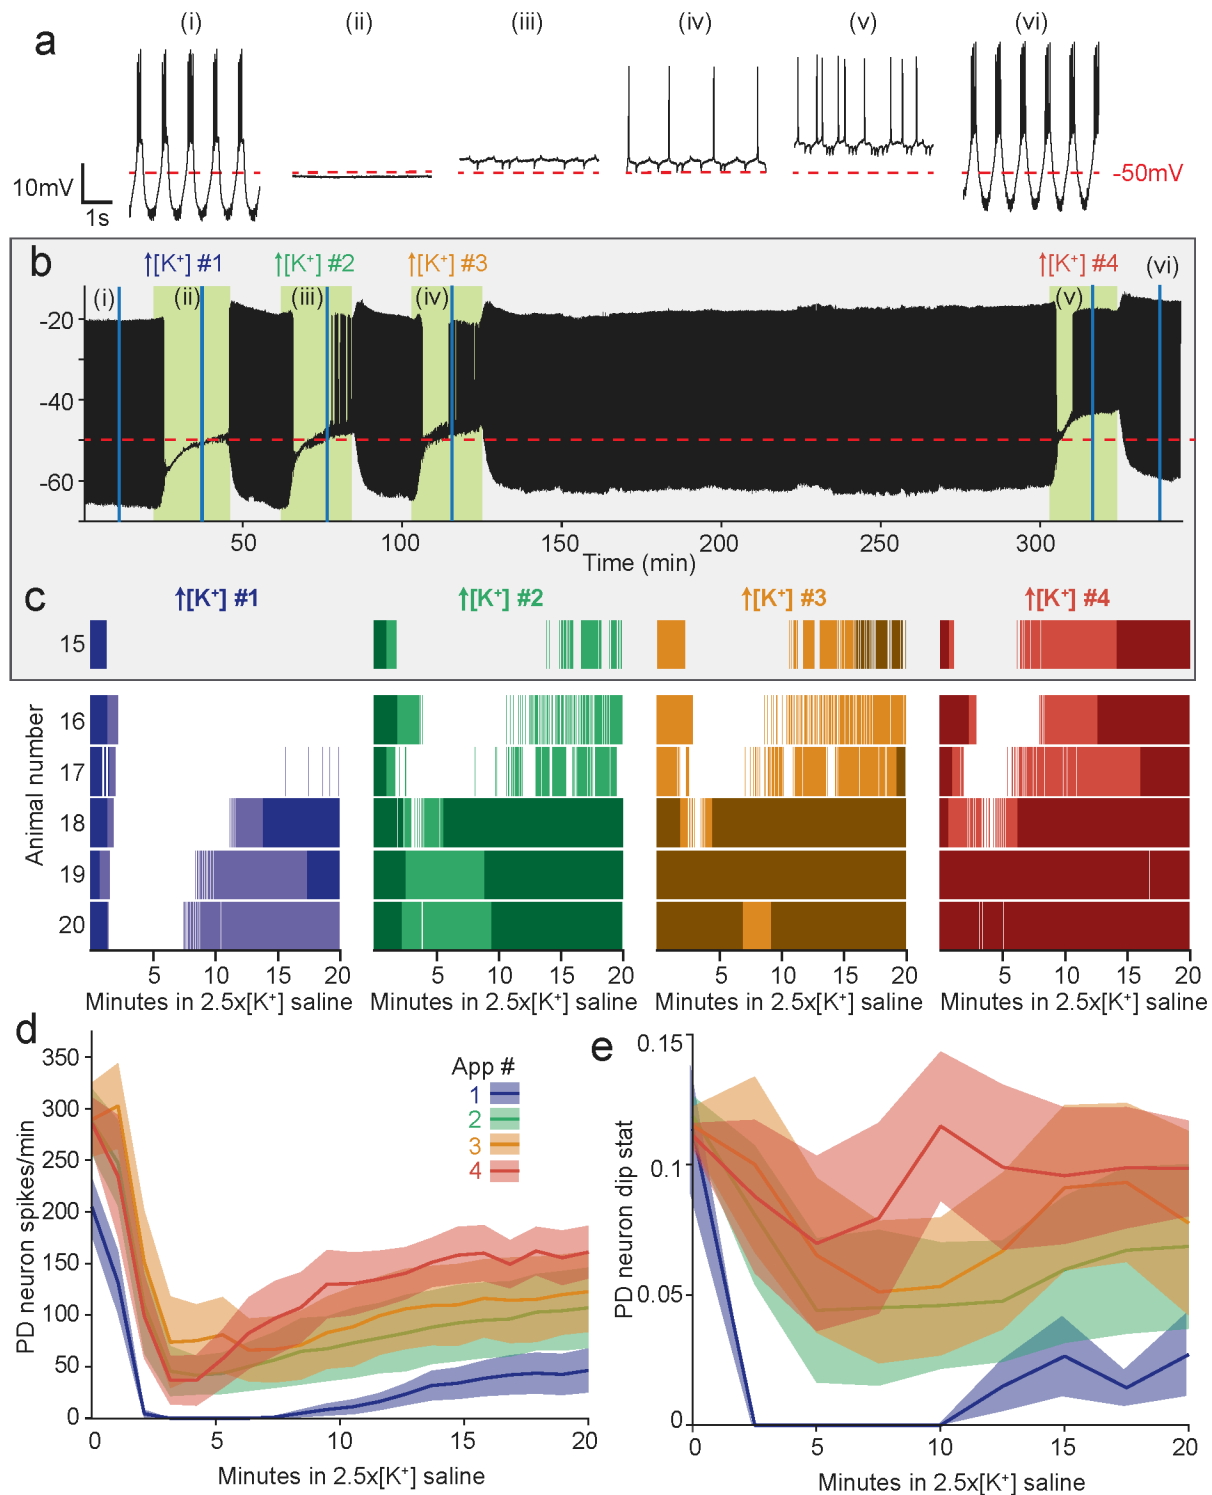 a
(i) (ii) (iii) (iv) (v) (vi)
10mV
1s
-50mV
b
↑[K⁺] #1 ↑[K⁺] #2 ↑[K⁺] #3 ↑[K⁺] #4
(i) (ii) (iii) (iv) (v) (vi)
-20
-40
-60
50 100 150 200 250 300
Time (min)
c
↑[K⁺] #1 ↑[K⁺] #2 ↑[K⁺] #3 ↑[K⁺] #4
Animal number
15
16
17
18
19
20
5 10 15 20 5 10 15 20 5 10 15 20 5 10 15 20
Minutes in 2.5x[K⁺] saline Minutes in 2.5x[K⁺] saline Minutes in 2.5x[K⁺] saline Minutes in 2.5x[K⁺] saline
d
PD neuron spikes/min
350
300
250
200
150
100
50
0
App #
1
2
3
4
0 5 10 15 20
Minutes in 2.5x[K⁺] saline
e
PD neuron dip stat
0.15
0.1
0.05
0
0 5 10 15 20
Minutes in 2.5x[K⁺] saline